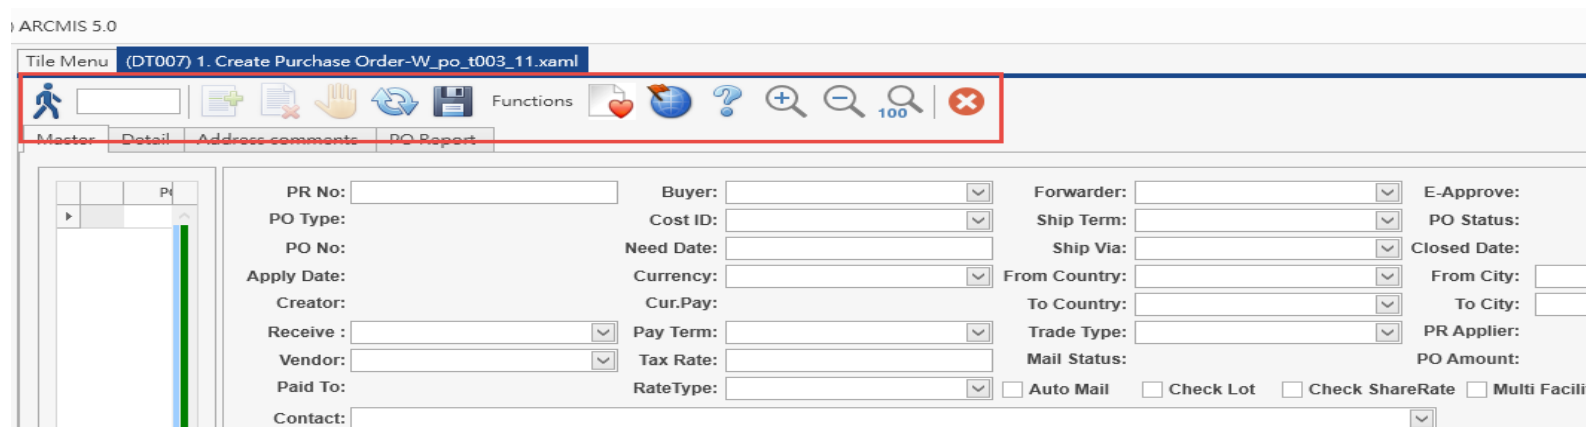 ARCMIS 5.0
Tile Menu (DT007) 1. Create Purchase Order-W_po_t003_11.xaml
Functions ? 100
Master Detail Address comments PO Report
PR No: Buyer: Forwarder: E-Approve:
PO Type: Cost ID: Ship Term: PO Status:
PO No: Need Date: Ship Via: Closed Date:
Apply Date: Currency: From Country: From City:
Creator: Cur.Pay: To Country: To City:
Receive : Pay Term: Trade Type: PR Applier:
Vendor: Tax Rate: Mail Status: PO Amount:
Paid To: RateType: Auto Mail Check Lot Check ShareRate Multi Facili
Contact: